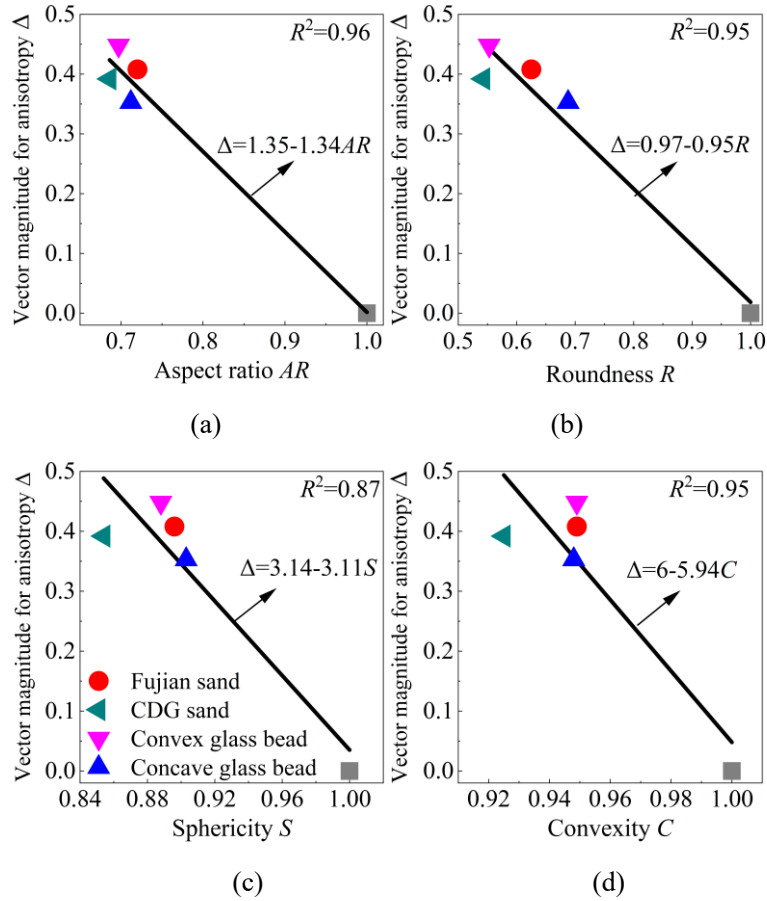 Vector magnitude for anisotropy Δ
0.5
0.4
0.3
0.2
0.1
0.0
R²=0.96
Δ=1.35-1.34AR
0.7 0.8 0.9 1.0
Aspect ratio AR
(a)
Vector magnitude for anisotropy Δ
0.5
0.4
0.3
0.2
0.1
0.0
R²=0.95
Δ=0.97-0.95R
0.5 0.6 0.7 0.8 0.9 1.0
Roundness R
(b)
Vector magnitude for anisotropy Δ
0.5
0.4
0.3
0.2
0.1
0.0
R²=0.87
Δ=3.14-3.11S
Fujian sand
CDG sand
Convex glass bead
Concave glass bead
0.84 0.88 0.92 0.96 1.00
Sphericity S
(c)
Vector magnitude for anisotropy Δ
0.5
0.4
0.3
0.2
0.1
0.0
R²=0.95
Δ=6-5.94C
0.92 0.94 0.96 0.98 1.00
Convexity C
(d)